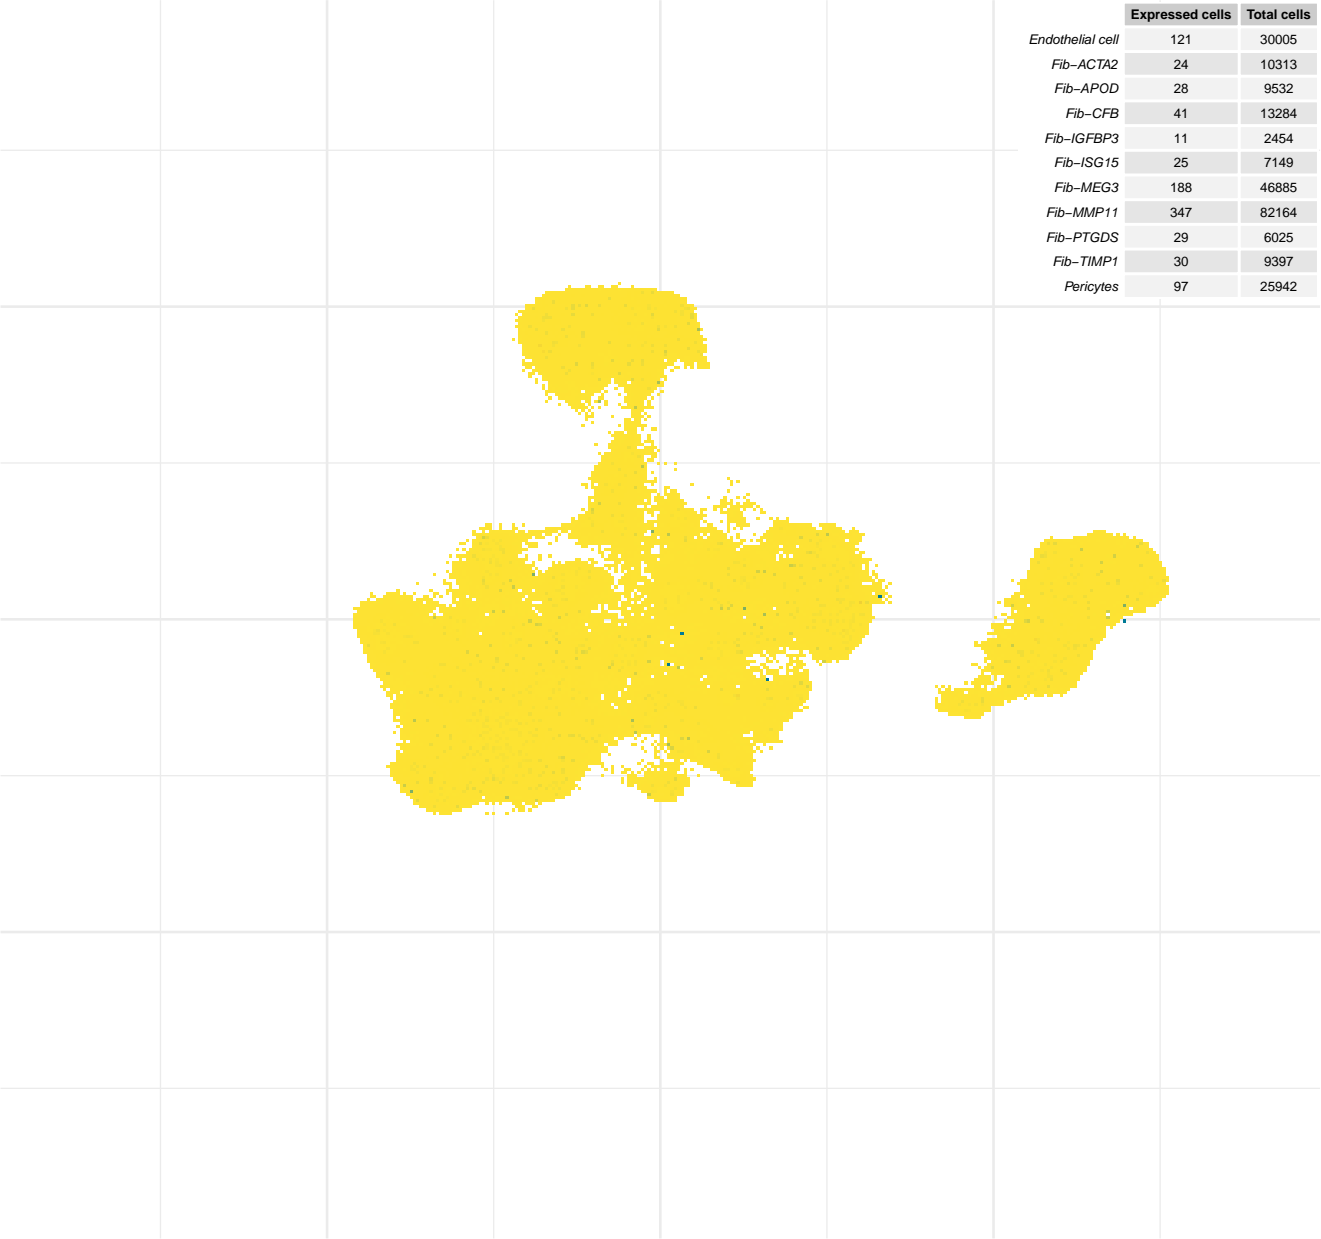 Expressed cells Total cells
Endothelial cell 121 30005
Fib−ACTA2 24 10313
Fib−APOD 28 9532
Fib−CFB 41 13284
Fib−IGFBP3 11 2454
Fib−ISG15 25 7149
Fib−MEG3 188 46885
Fib−MMP11 347 82164
Fib−PTGDS 29 6025
Fib−TIMP1 30 9397
Pericytes 97 25942